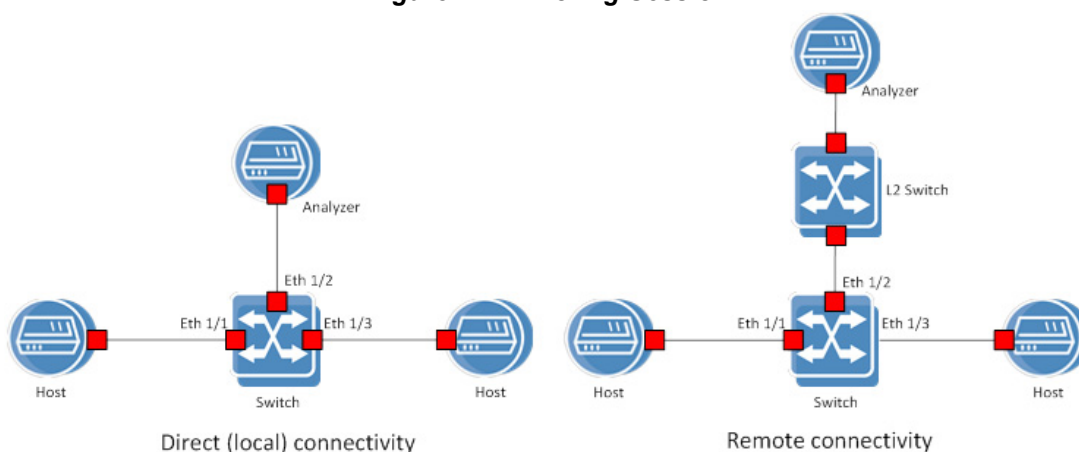 Analyzer
Eth 1/2
Eth 1/1
Eth 1/3
Host
Switch
Host
Direct (local) connectivity
Analyzer
L2 Switch
Eth 1/2
Eth 1/1
Eth 1/3
Host
Switch
Host
Remote connectivity